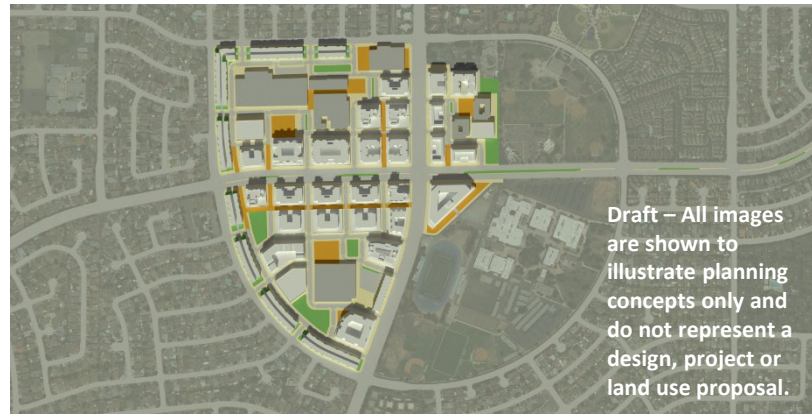 Draft – All images
are shown to
illustrate planning
concepts only and
do not represent a
design, project or
land use proposal.